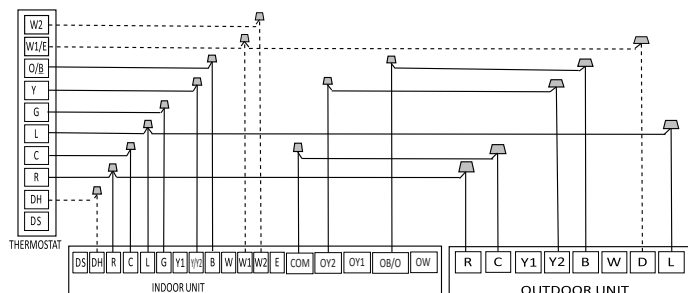 W2
W1/E
O/B
Y
G
L
C
R
DH
DS
THERMOSTAT
DS DH R C L G Y1 Y/Y2 B W W1 W2 E COM OY2 OY1 OB/O OW
INDOOR UNIT
R C Y1 Y2 B W D L
OUTDOOR UNIT